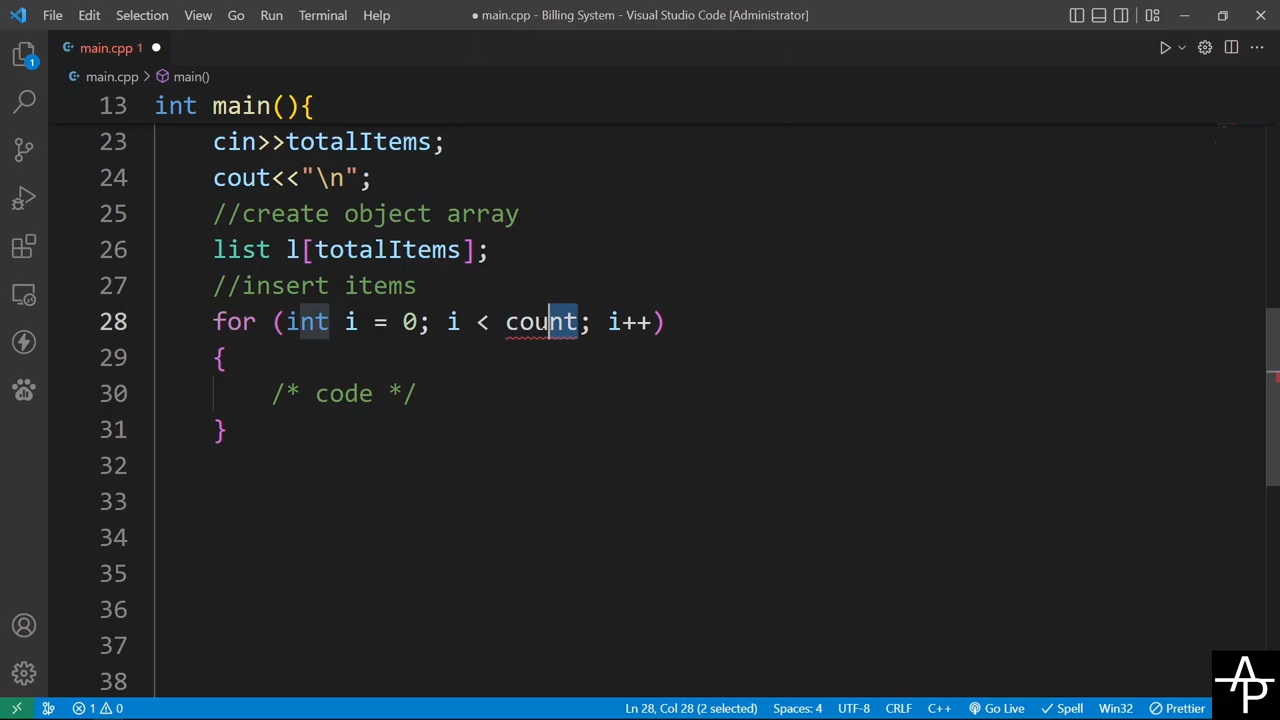 File Edit Selection View Go Run Terminal Help ● main.cpp - Billing System - Visual Studio Code [Administrator]
main.cpp 1
main.cpp > main()
13 int main(){
23 cin>>totalItems;
24 cout<<"\n";
25 //create object array
26 list l[totalItems];
27 //insert items
28 for (int i = 0; i < count; i++)
29 {
30 /* code */
31 }
32
33
34
35
36
37
38
1
AP
1 0 Ln 28, Col 28 (2 selected) Spaces: 4 UTF-8 CRLF C++ Go Live Spell Win32 Prettier